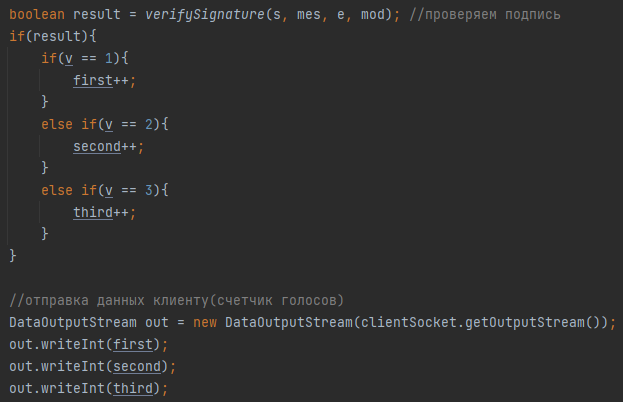 boolean result = verifySignature(s, mes, e, mod); //проверяем подпись
if(result){
    if(v == 1){
        first++;
    }
    else if(v == 2){
        second++;
    }
    else if(v == 3){
        third++;
    }
}

//отправка данных клиенту(счетчик голосов)
DataOutputStream out = new DataOutputStream(clientSocket.getOutputStream());
out.writeInt(first);
out.writeInt(second);
out.writeInt(third);